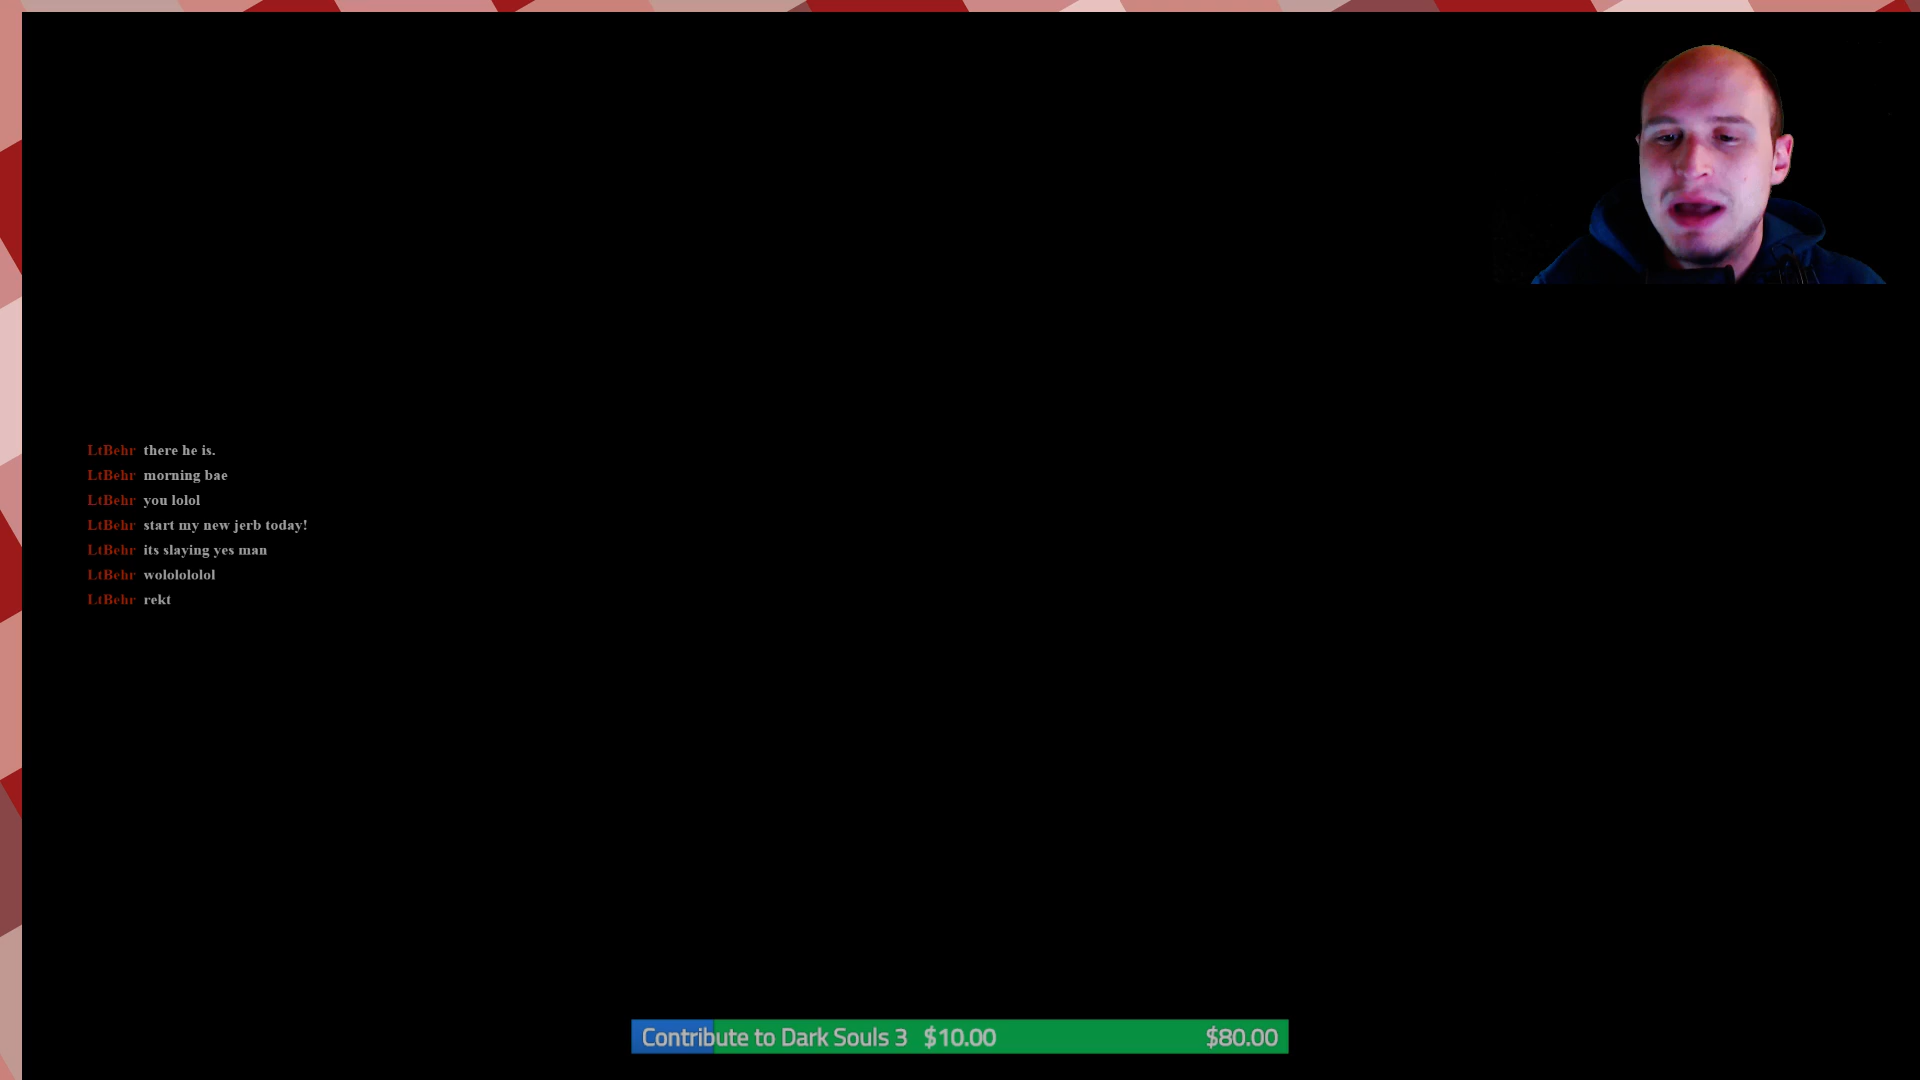 LtBehr there he is.
LtBehr morning bae
LtBehr you lolol
LtBehr start my new jerb today!
LtBehr its slaying yes man
LtBehr wolololololol
LtBehr rekt
Contribute to Dark Souls 3 $10.00 $80.00